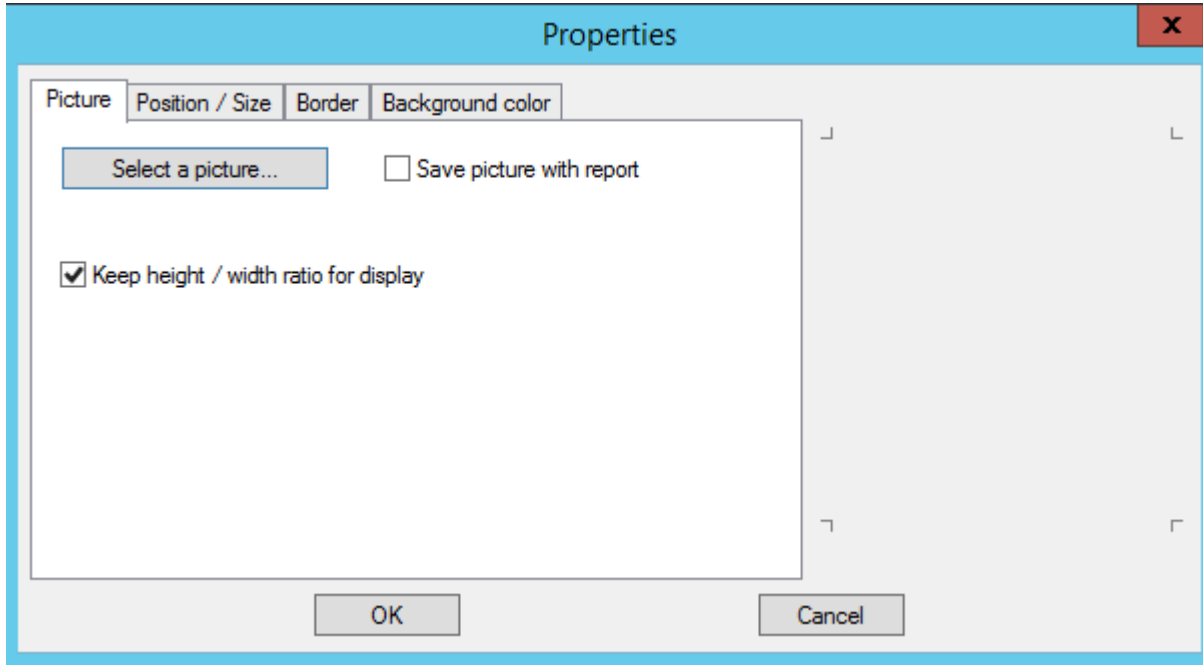 Properties
x
Picture Position / Size Border Background color
Select a picture... Save picture with report
Keep height / width ratio for display
OK Cancel